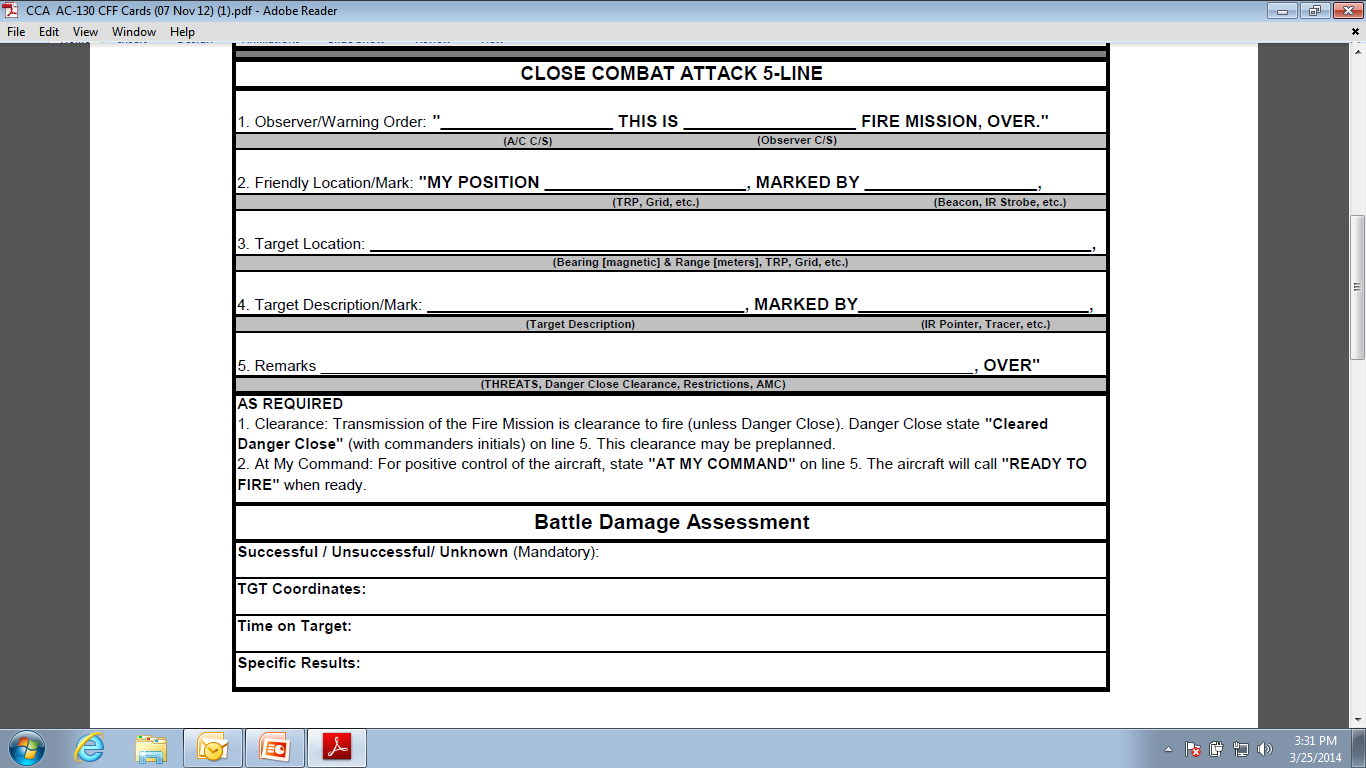 CCA AC-130 CFF Cards (07 Nov 12) (1).pdf - Adobe Reader
File Edit View Window Help
CLOSE COMBAT ATTACK 5-LINE
1. Observer/Warning Order: "____________________ THIS IS ____________________ FIRE MISSION, OVER."
(A/C C/S) (Observer C/S)
2. Friendly Location/Mark: "MY POSITION ____________________, MARKED BY ____________________,
(TRP, Grid, etc.) (Beacon, IR Strobe, etc.)
3. Target Location: ____________________,
(Bearing [magnetic] & Range [meters], TRP, Grid, etc.)
4. Target Description/Mark: ____________________, MARKED BY____________________,
(Target Description) (IR Pointer, Tracer, etc.)
5. Remarks ____________________, OVER"
(THREATS, Danger Close Clearance, Restrictions, AMC)
AS REQUIRED
1. Clearance: Transmission of the Fire Mission is clearance to fire (unless Danger Close). Danger Close state "Cleared
Danger Close" (with commanders initials) on line 5. This clearance may be preplanned.
2. At My Command: For positive control of the aircraft, state "AT MY COMMAND" on line 5. The aircraft will call "READY TO
FIRE" when ready.
Battle Damage Assessment
Successful / Unsuccessful/ Unknown (Mandatory):
TGT Coordinates:
Time on Target:
Specific Results:
3:31 PM
3/25/2014